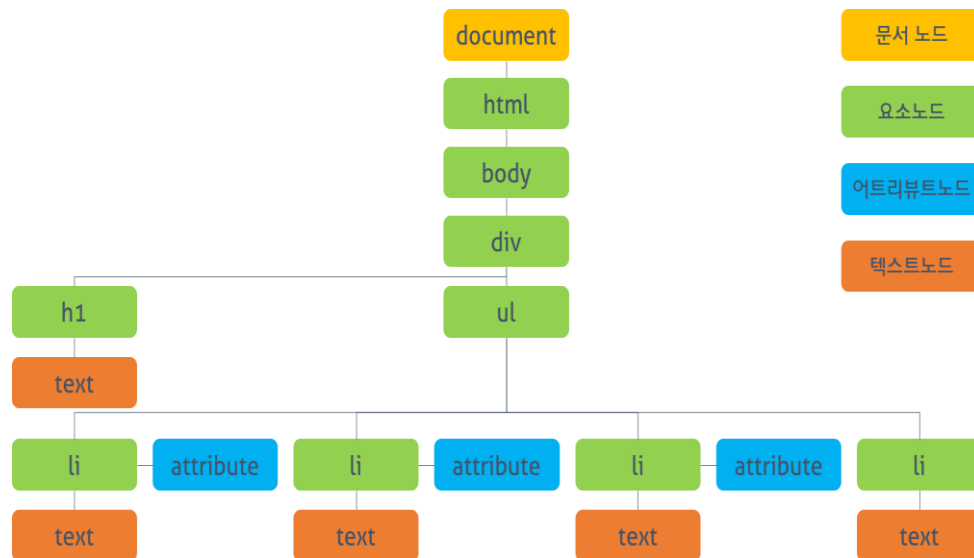 document
문서 노드
html
요소노드
body
어트리뷰트노드
div
텍스트노드
h1
ul
text
li
attribute
li
attribute
li
attribute
li
text
text
text
text